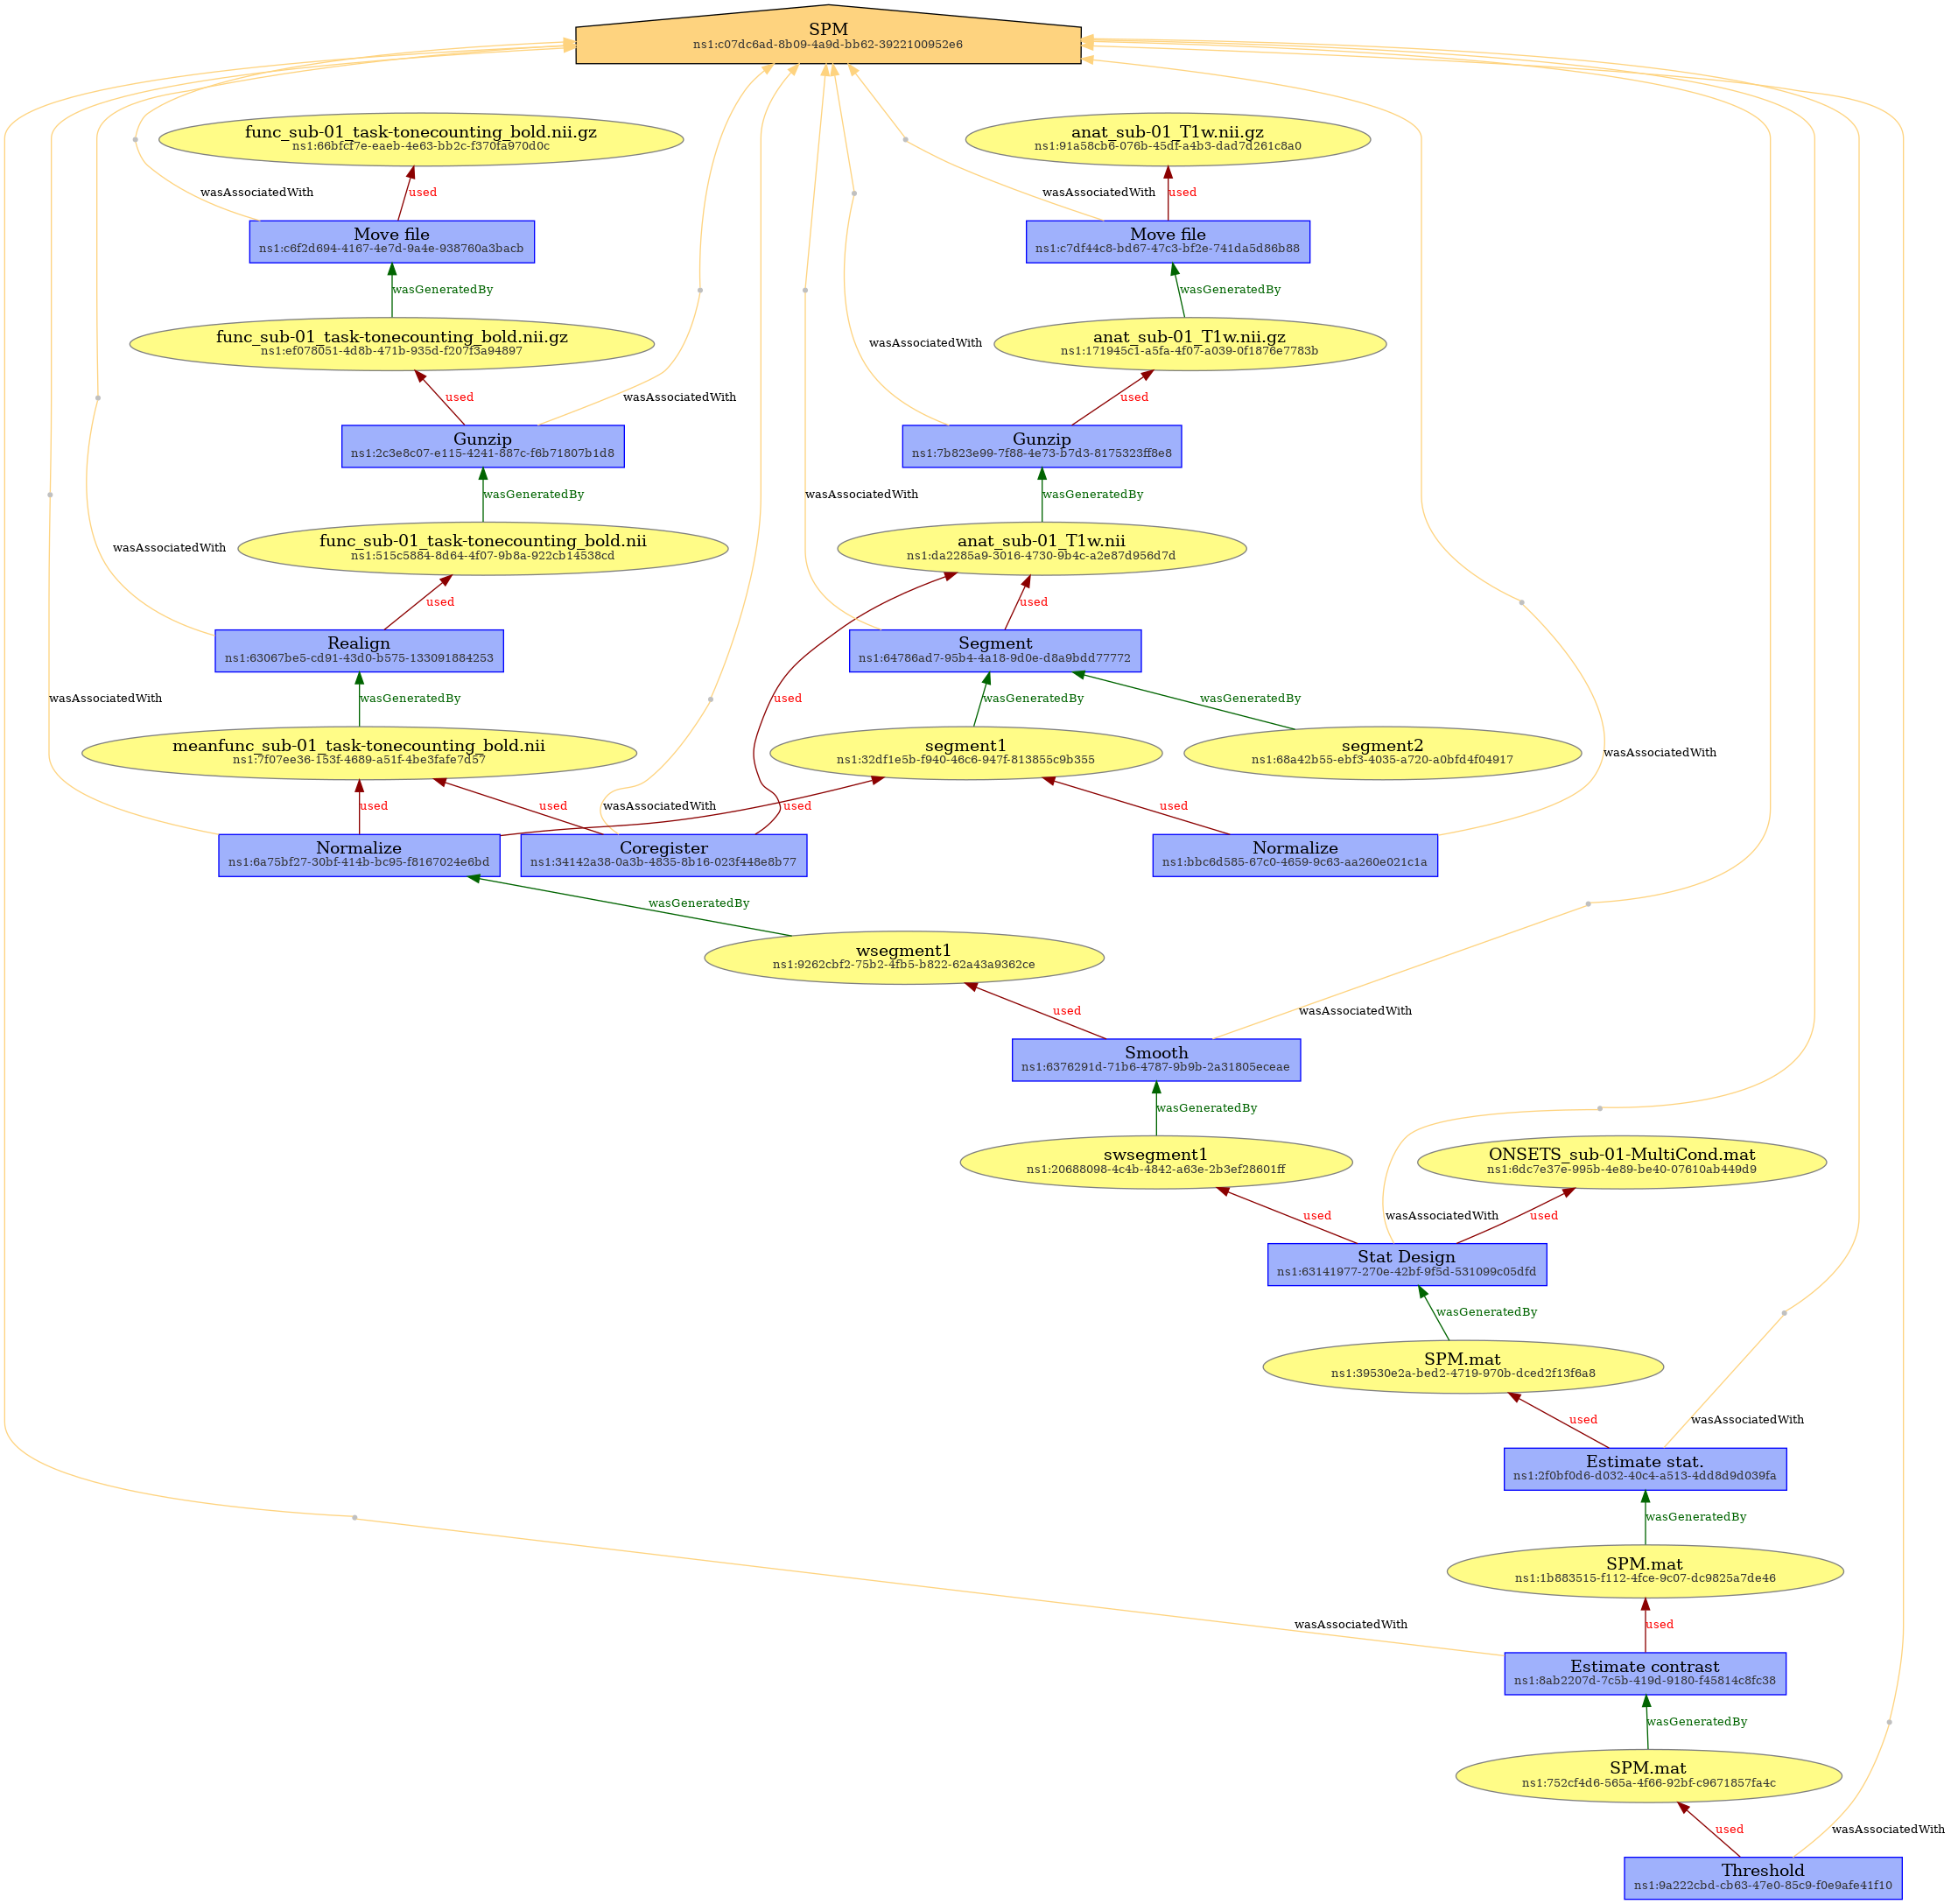 SPM
ns1:c07dc6ad-8b09-4a9d-bb62-3922100952e6
func_sub-01_task-tonecounting_bold.nii.gz
ns1:66bfcf7e-eaeb-4e63-bb2c-f370fa970d0c
anat_sub-01_T1w.nii.gz
ns1:91a58cb6-076b-45df-a4b3-dad7d261c8a0
wasAssociatedWith
used
wasAssociatedWith
used
Move file
ns1:c6f2d694-4167-4e7d-9a4e-938760a3bacb
Move file
ns1:c7df44c8-bd67-47c3-bf2e-741da5d86b88
wasGeneratedBy
wasGeneratedBy
func_sub-01_task-tonecounting_bold.nii.gz
ns1:ef078051-4d8b-471b-935d-f207f3a94897
wasAssociatedWith
anat_sub-01_T1w.nii.gz
ns1:171945c1-a5fa-4f07-a039-0f1876e7783b
used
wasAssociatedWith
used
Gunzip
ns1:2c3e8c07-e115-4241-887c-f6b71807b1d8
Gunzip
ns1:7b823e99-7f88-4e73-b7d3-8175323ff8e8
wasGeneratedBy
wasAssociatedWith
wasGeneratedBy
func_sub-01_task-tonecounting_bold.nii
ns1:515c5884-8d64-4f07-9b8a-922cb14538cd
anat_sub-01_T1w.nii
ns1:da2285a9-3016-4730-9b4c-a2e87d956d7d
wasAssociatedWith
used
used
Realign
ns1:63067be5-cd91-43d0-b575-133091884253
Segment
ns1:64786ad7-95b4-4a18-9d0e-d8a9bdd77772
wasAssociatedWith
wasGeneratedBy
used
wasGeneratedBy
wasGeneratedBy
meanfunc_sub-01_task-tonecounting_bold.nii
ns1:7f07ee36-153f-4689-a51f-4be3fafe7d57
segment1
ns1:32df1e5b-f940-46c6-947f-813855c9b355
segment2
ns1:68a42b55-ebf3-4035-a720-a0bfd4f04917
wasAssociatedWith
used
used
wasAssociatedWith
used
used
Normalize
ns1:6a75bf27-30bf-414b-bc95-f8167024e6bd
Coregister
ns1:34142a38-0a3b-4835-8b16-023f448e8b77
Normalize
ns1:bbc6d585-67c0-4659-9c63-aa260e021c1a
wasGeneratedBy
wsegment1
ns1:9262cbf2-75b2-4fb5-b822-62a43a9362ce
used
wasAssociatedWith
Smooth
ns1:6376291d-71b6-4787-9b9b-2a31805eceae
wasGeneratedBy
swsegment1
ns1:20688098-4c4b-4842-a63e-2b3ef28601ff
ONSETS_sub-01-MultiCond.mat
ns1:6dc7e37e-995b-4e89-be40-07610ab449d9
used
wasAssociatedWith
used
Stat Design
ns1:63141977-270e-42bf-9f5d-531099c05dfd
wasGeneratedBy
SPM.mat
ns1:39530e2a-bed2-4719-970b-dced2f13f6a8
used
wasAssociatedWith
Estimate stat.
ns1:2f0bf0d6-d032-40c4-a513-4dd8d9d039fa
wasGeneratedBy
SPM.mat
ns1:1b883515-f112-4fce-9c07-dc9825a7de46
wasAssociatedWith
used
Estimate contrast
ns1:8ab2207d-7c5b-419d-9180-f45814c8fc38
wasGeneratedBy
SPM.mat
ns1:752cf4d6-565a-4f66-92bf-c9671857fa4c
used
wasAssociatedWith
Threshold
ns1:9a222cbd-cb63-47e0-85c9-f0e9afe41f10